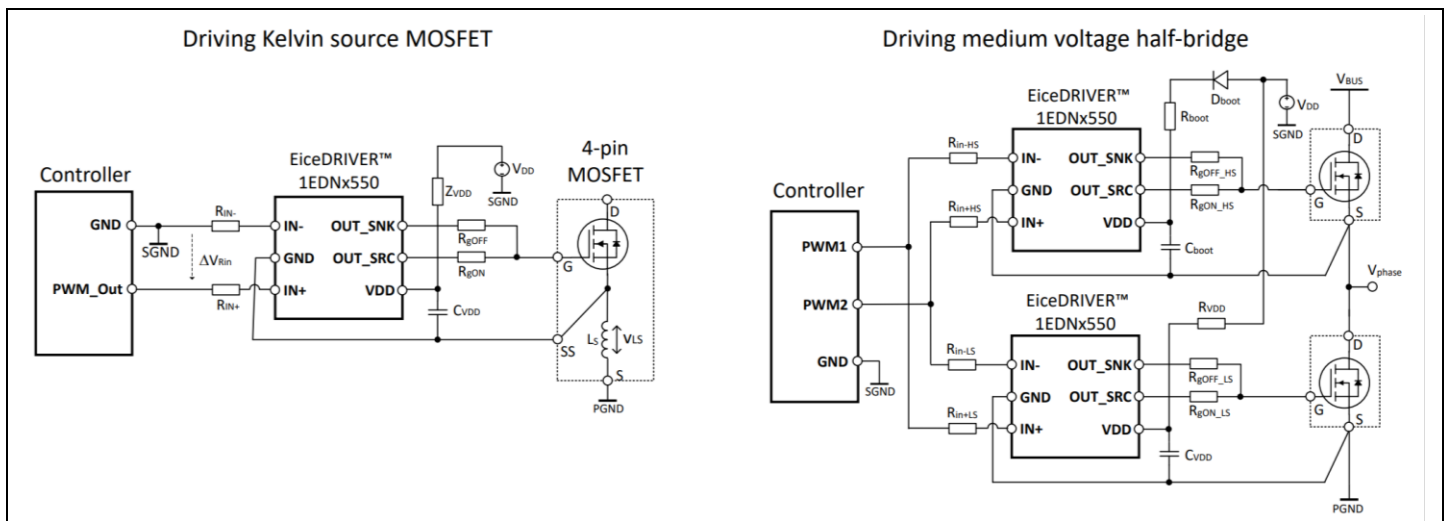 Driving Kelvin source MOSFET
Controller
GND
PWM_Out
SGND
RIN-
ΔVRin
RIN+
EiceDRIVER™
1EDNx550
IN-
GND
IN+
OUT_SNK
OUT_SRC
VDD
ZVDD
VDD
SGND
RgOFF
RgON
CVDD
4-pin
MOSFET
D
G
SS
LS
VLS
S
PGND
Driving medium voltage half-bridge
Controller
PWM1
PWM2
GND
SGND
Rin-HS
Rin+HS
EiceDRIVER™
1EDNx550
IN-
GND
IN+
OUT_SNK
OUT_SRC
VDD
Rboot
Dboot
VDD
SGND
RgOFF_HS
RgON_HS
Cboot
VBUS
D
G
S
Vphase
Rin-LS
Rin+LS
EiceDRIVER™
1EDNx550
IN-
GND
IN+
OUT_SNK
OUT_SRC
VDD
RVDD
RgOFF_LS
RgON_LS
CVDD
D
G
S
PGND